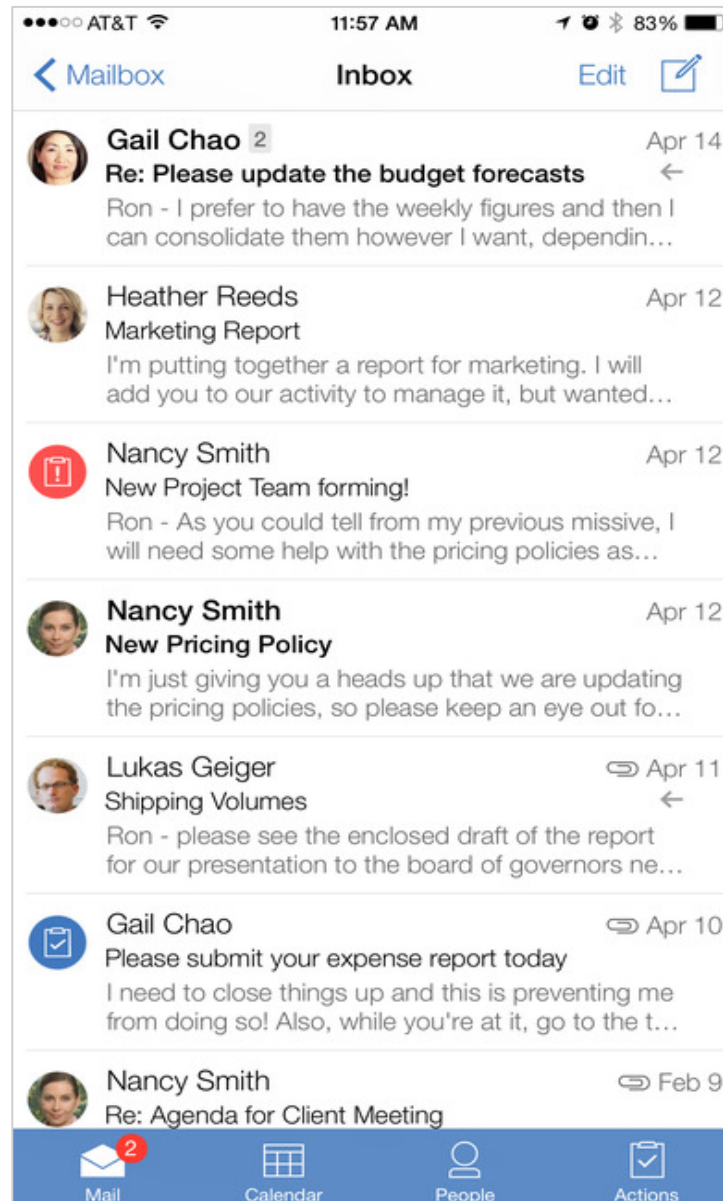 AT&T 11:57 AM 83%
Mailbox Inbox Edit
Gail Chao 2 Apr 14
Re: Please update the budget forecasts
Ron - I prefer to have the weekly figures and then I
can consolidate them however I want, dependin…
Heather Reeds Apr 12
Marketing Report
I'm putting together a report for marketing. I will
add you to our activity to manage it, but wanted…
Nancy Smith Apr 12
New Project Team forming!
Ron - As you could tell from my previous missive, I
will need some help with the pricing policies as…
Nancy Smith Apr 12
New Pricing Policy
I'm just giving you a heads up that we are updating
the pricing policies, so please keep an eye out fo…
Lukas Geiger Apr 11
Shipping Volumes
Ron - please see the enclosed draft of the report
for our presentation to the board of governors ne…
Gail Chao Apr 10
Please submit your expense report today
I need to close things up and this is preventing me
from doing so! Also, while you're at it, go to the t…
Nancy Smith Feb 9
Re: Agenda for Client Meeting
2
Mail Calendar People Actions